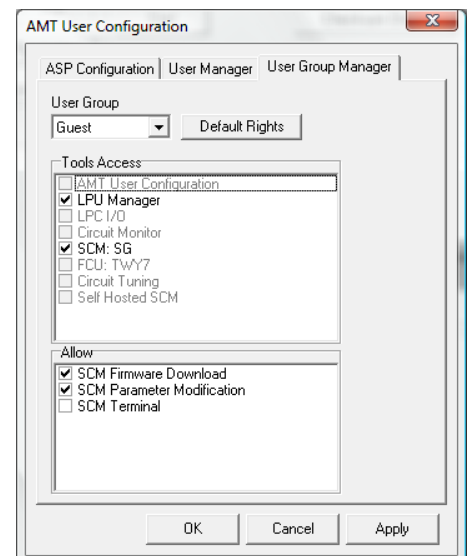 AMT User Configuration
ASP Configuration User Manager User Group Manager
User Group
Guest Default Rights
Tools Access
AMT User Configuration
LPU Manager
LPC I/O
Circuit Monitor
SCM: SG
FCU: TWY7
Circuit Tuning
Self Hosted SCM
Allow
SCM Firmware Download
SCM Parameter Modification
SCM Terminal
OK Cancel Apply